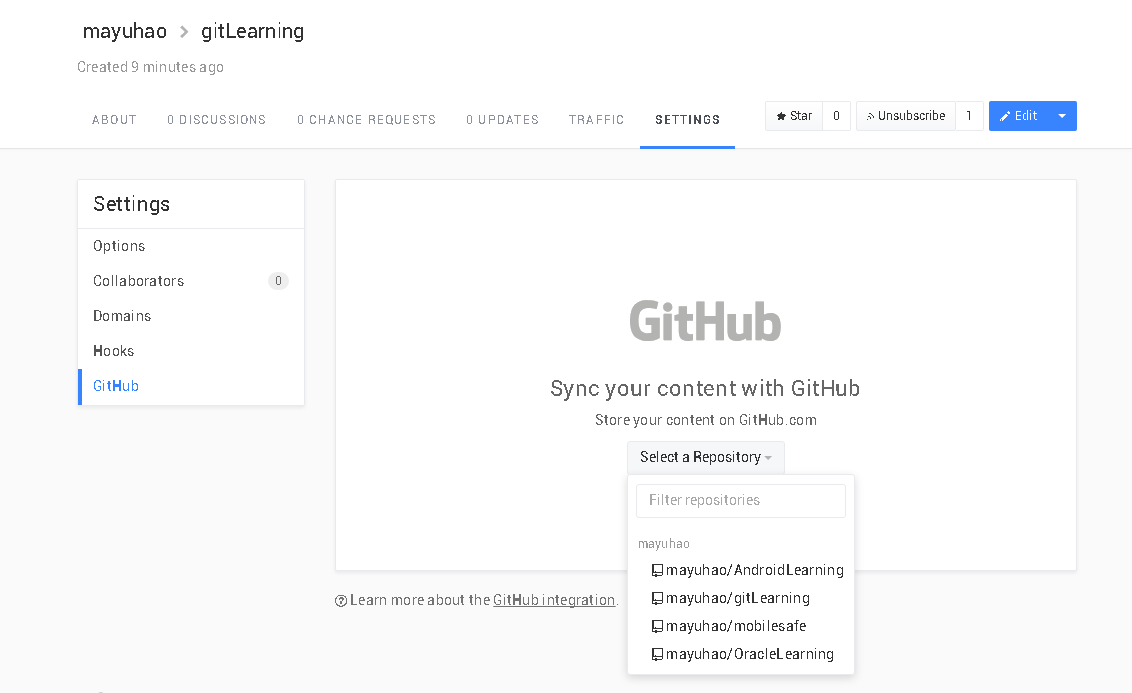 mayuhao > gitLearning
Created 9 minutes ago
ABOUT 0 DISCUSSIONS 0 CHANGE REQUESTS 0 UPDATES TRAFFIC SETTINGS
Star 0 Unsubscribe 1 Edit
Settings
Options
Collaborators 0
Domains
Hooks
GitHub
GitHub
Sync your content with GitHub
Store your content on GitHub.com
Select a Repository
Filter repositories
mayuhao
mayuhao/AndroidLearning
mayuhao/gitLearning
mayuhao/mobilesafe
mayuhao/OracleLearning
Learn more about the GitHub integration.